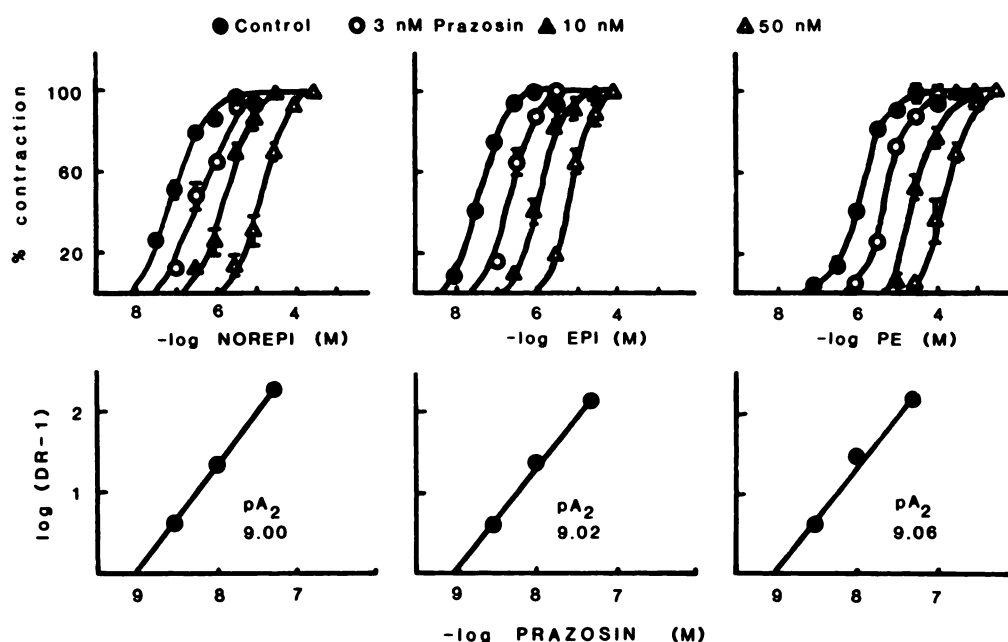 Control 3 nM Prazosin 10 nM 50 nM
% contraction
100
60
20
8 6 4
-log NOREPI (M)
8 6 4
-log EPI (M)
8 6 4
-log PE (M)
log (DR-1)
2
1
pA2
9.00
pA2
9.02
pA2
9.06
9 8 7
9 8 7
9 8 7
-log PRAZOSIN (M)